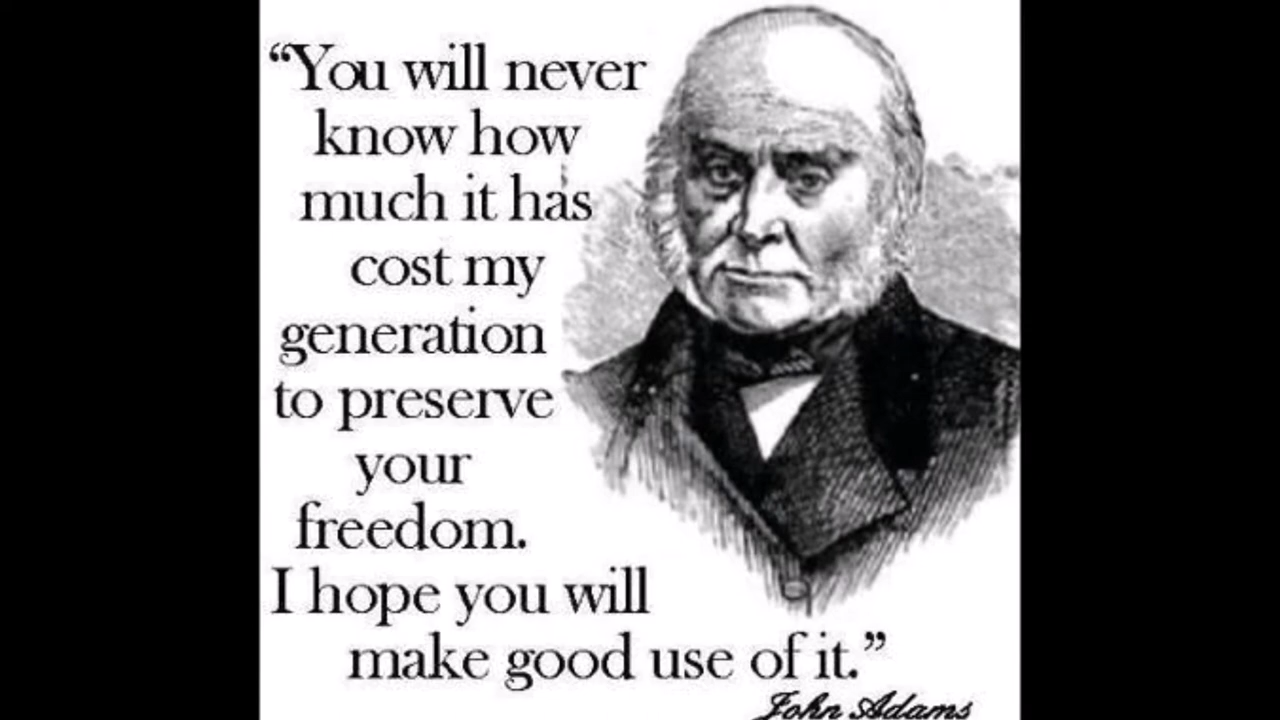 “You will never
know how
much it has
cost my
generation
to preserve
your
freedom.
I hope you will
make good use of it.”
John Adams